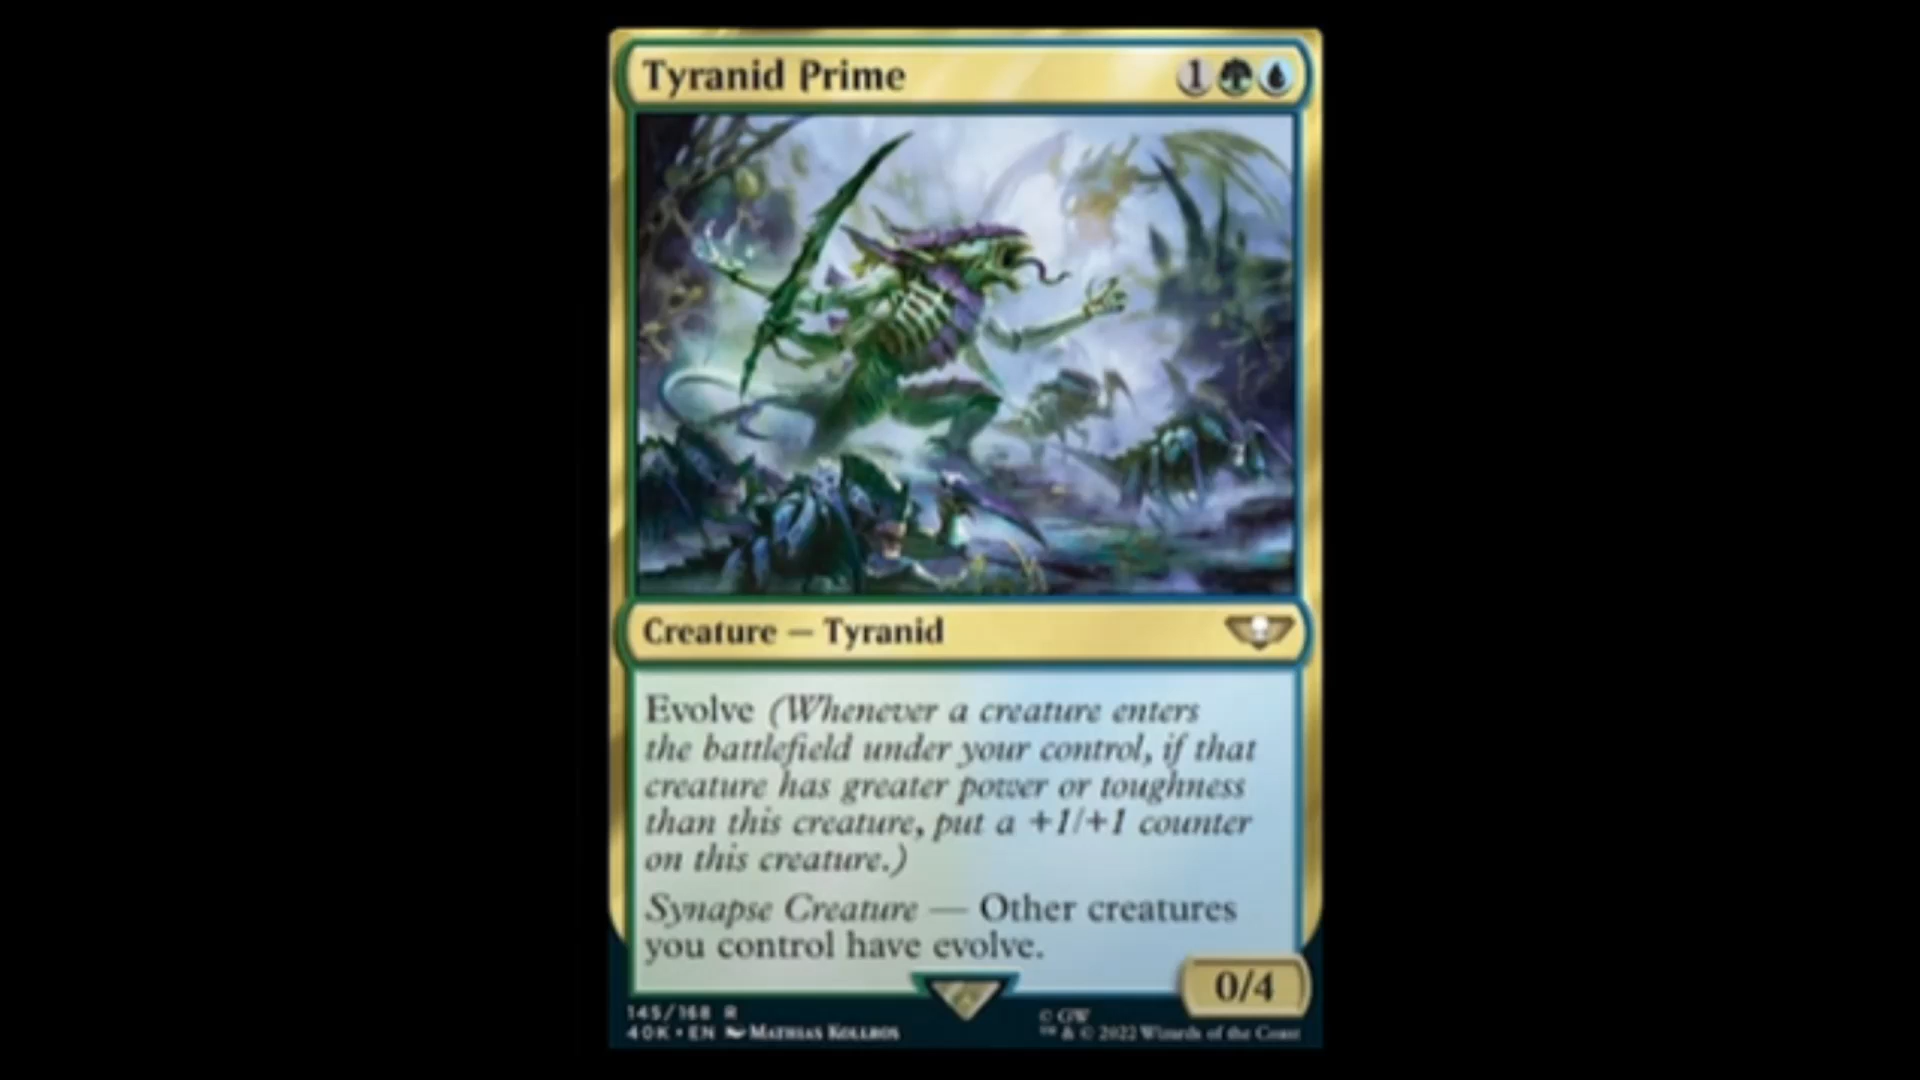 Tyranid Prime 1
Creature — Tyranid
Evolve (Whenever a creature enters
the battlefield under your control, if that
creature has greater power or toughness
than this creature, put a +1/+1 counter
on this creature.)
Synapse Creature — Other creatures
you control have evolve.
0/4
145/168 R
40K • EN Mathias Kollros
© GW
™ & © 2022 Wizards of the Coast